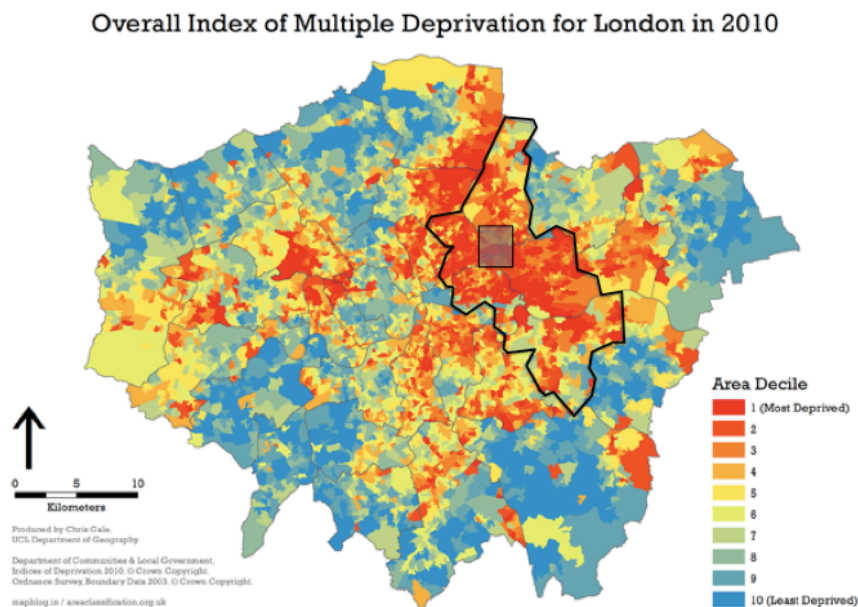 Overall Index of Multiple Deprivation for London in 2010
Area Decile
1 (Most Deprived)
2
3
4
5
6
7
8
9
10 (Least Deprived)
0 5 10
Kilometers
Produced by Chris Gale.
UCL Department of Geography
Department of Communities & Local Government,
Indices of Deprivation 2010. © Crown Copyright.
Ordnance Survey, Boundary Data 2003. © Crown Copyright.
mapblog.in / areaclassification.org.uk